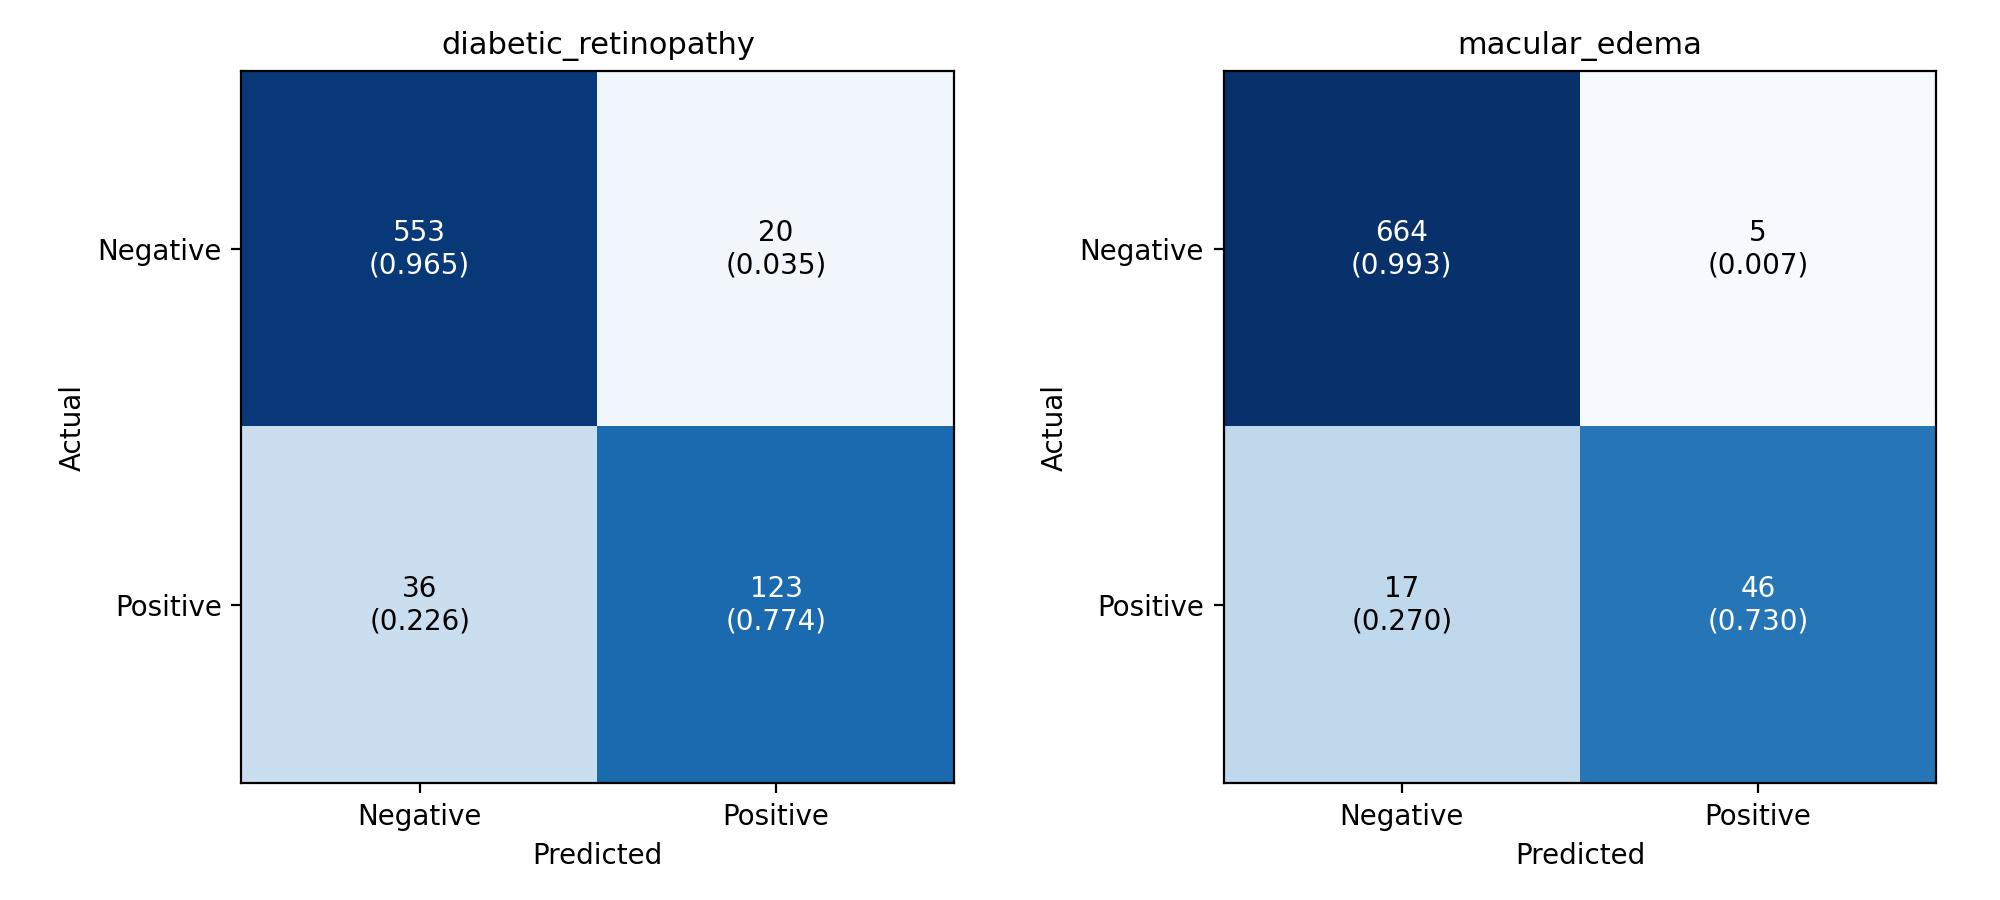 diabetic_retinopathy
553
(0.965)
20
(0.035)
36
(0.226)
123
(0.774)
Negative
Positive
Actual
Negative
Positive
Predicted
macular_edema
664
(0.993)
5
(0.007)
17
(0.270)
46
(0.730)
Negative
Positive
Actual
Negative
Positive
Predicted